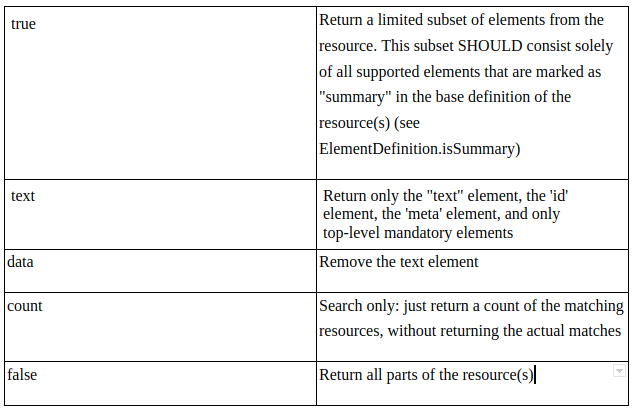 true
Return a limited subset of elements from the
resource. This subset SHOULD consist solely
of all supported elements that are marked as
"summary" in the base definition of the
resource(s) (see
ElementDefinition.isSummary)
text
Return only the "text" element, the 'id'
element, the 'meta' element, and only
top-level mandatory elements
data
Remove the text element
count
Search only: just return a count of the matching
resources, without returning the actual matches
false
Return all parts of the resource(s)